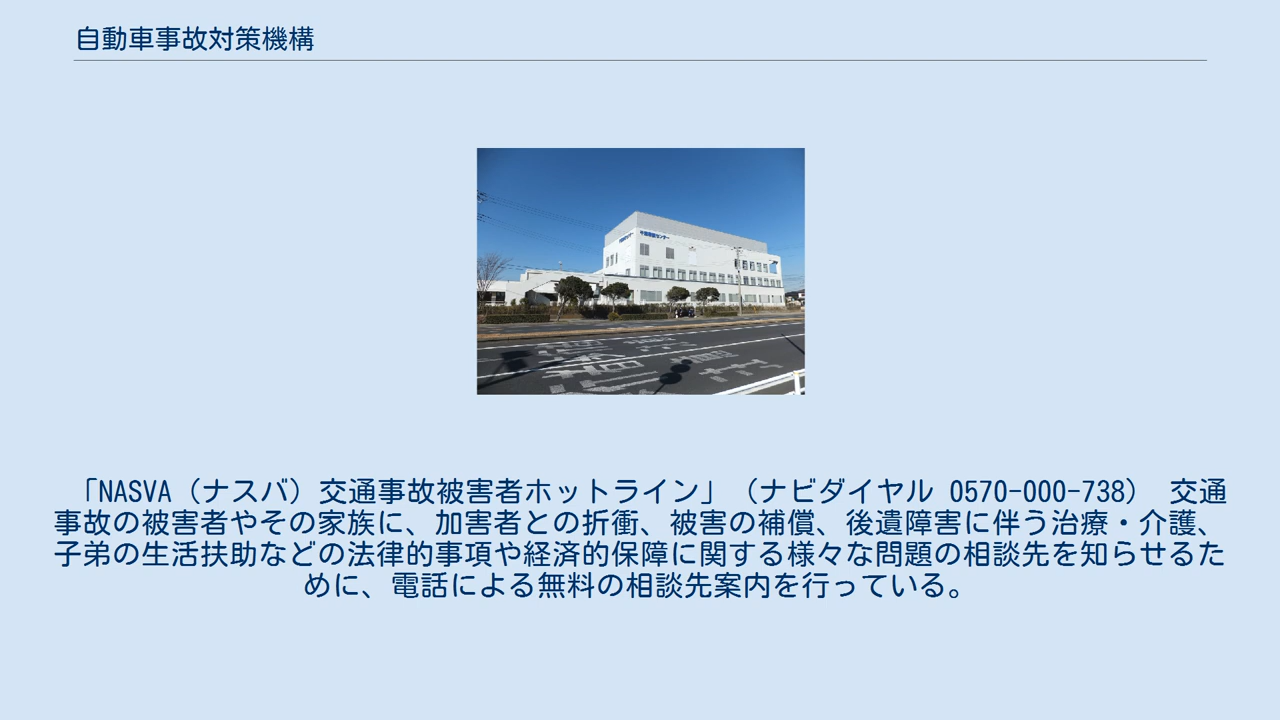 自動車事故対策機構
「NASVA（ナスバ）交通事故被害者ホットライン」（ナビダイヤル 0570-000-738） 交通
事故の被害者やその家族に、加害者との折衝、被害の補償、後遺障害に伴う治療・介護、
子弟の生活扶助などの法律的事項や経済的保障に関する様々な問題の相談先を知らせるた
めに、電話による無料の相談先案内を行っている。